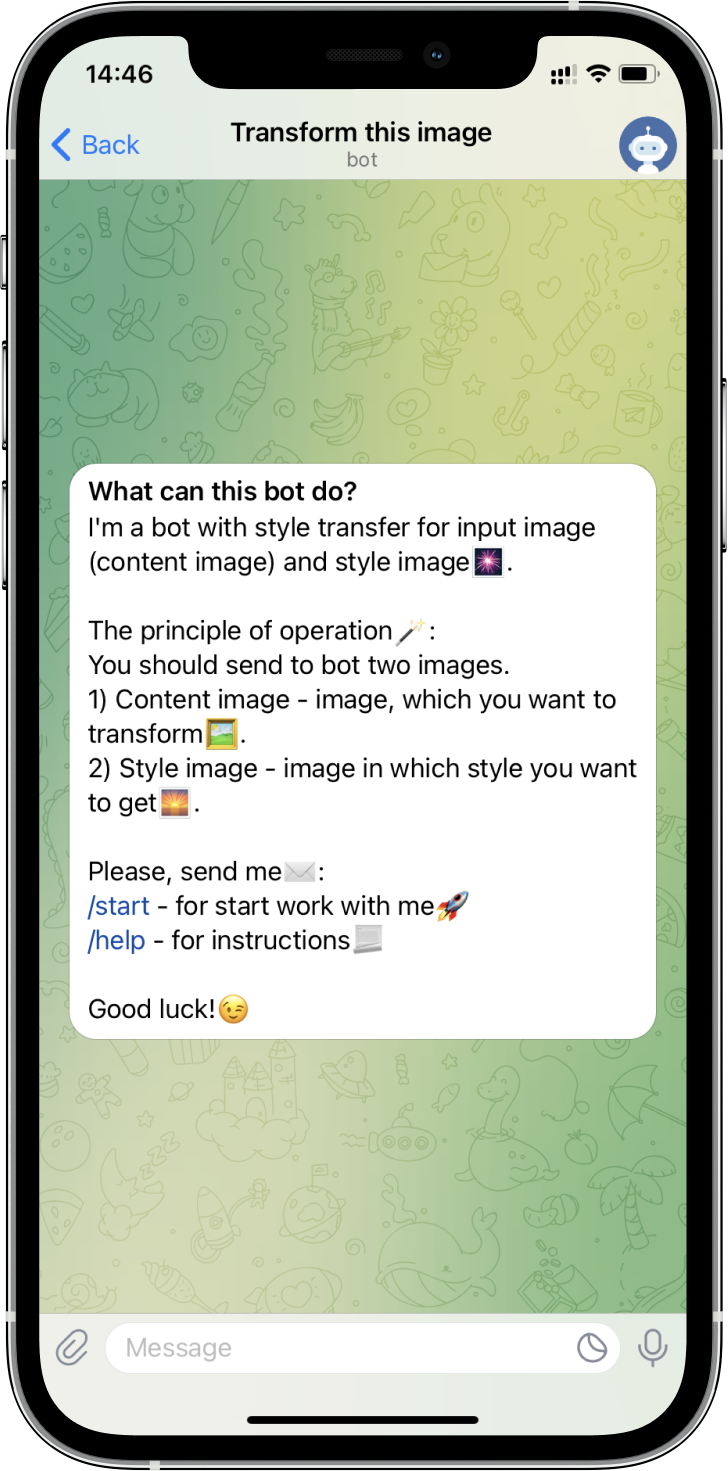 14:46
Back
Transform this image
bot
What can this bot do?
I'm a bot with style transfer for input image
(content image) and style image🎆.
The principle of operation🪄:
You should send to bot two images.
1) Content image - image, which you want to
transform🖼️.
2) Style image - image in which style you want
to get🌅.
Please, send me✉️:
/start - for start work with me🚀
/help - for instructions📜
Good luck!😉
Message